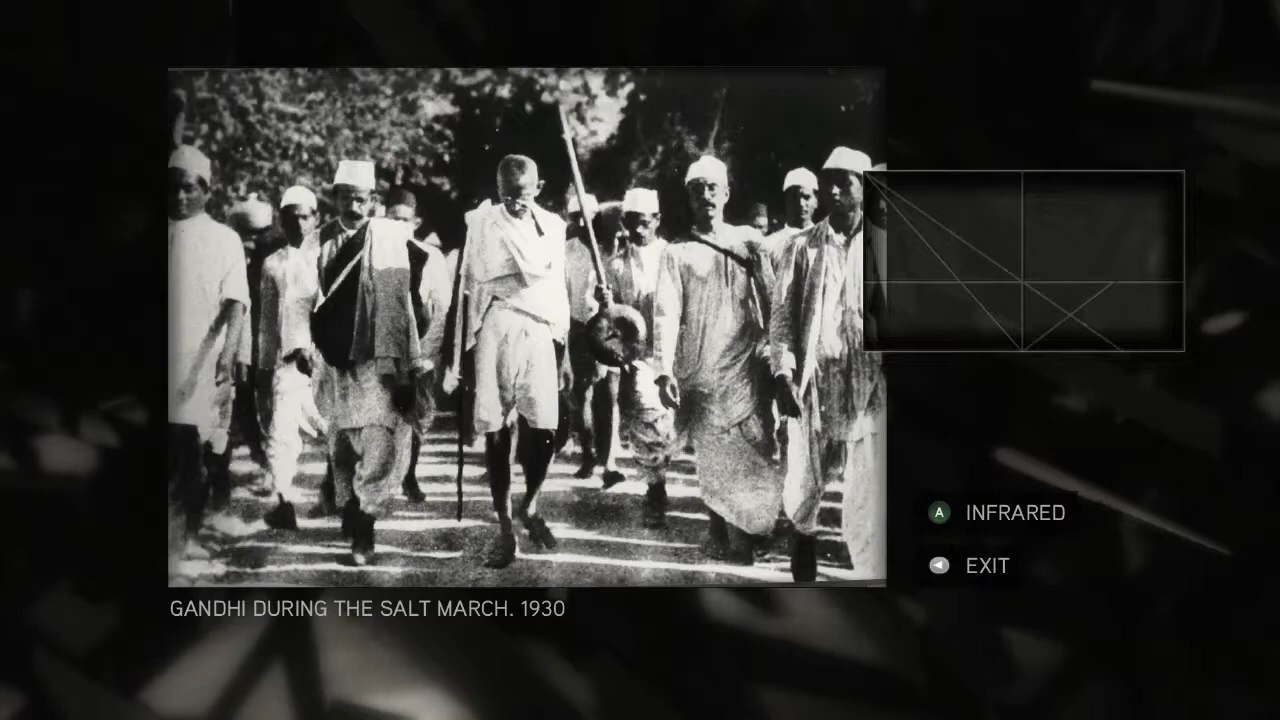 A INFRARED
EXIT
GANDHI DURING THE SALT MARCH. 1930